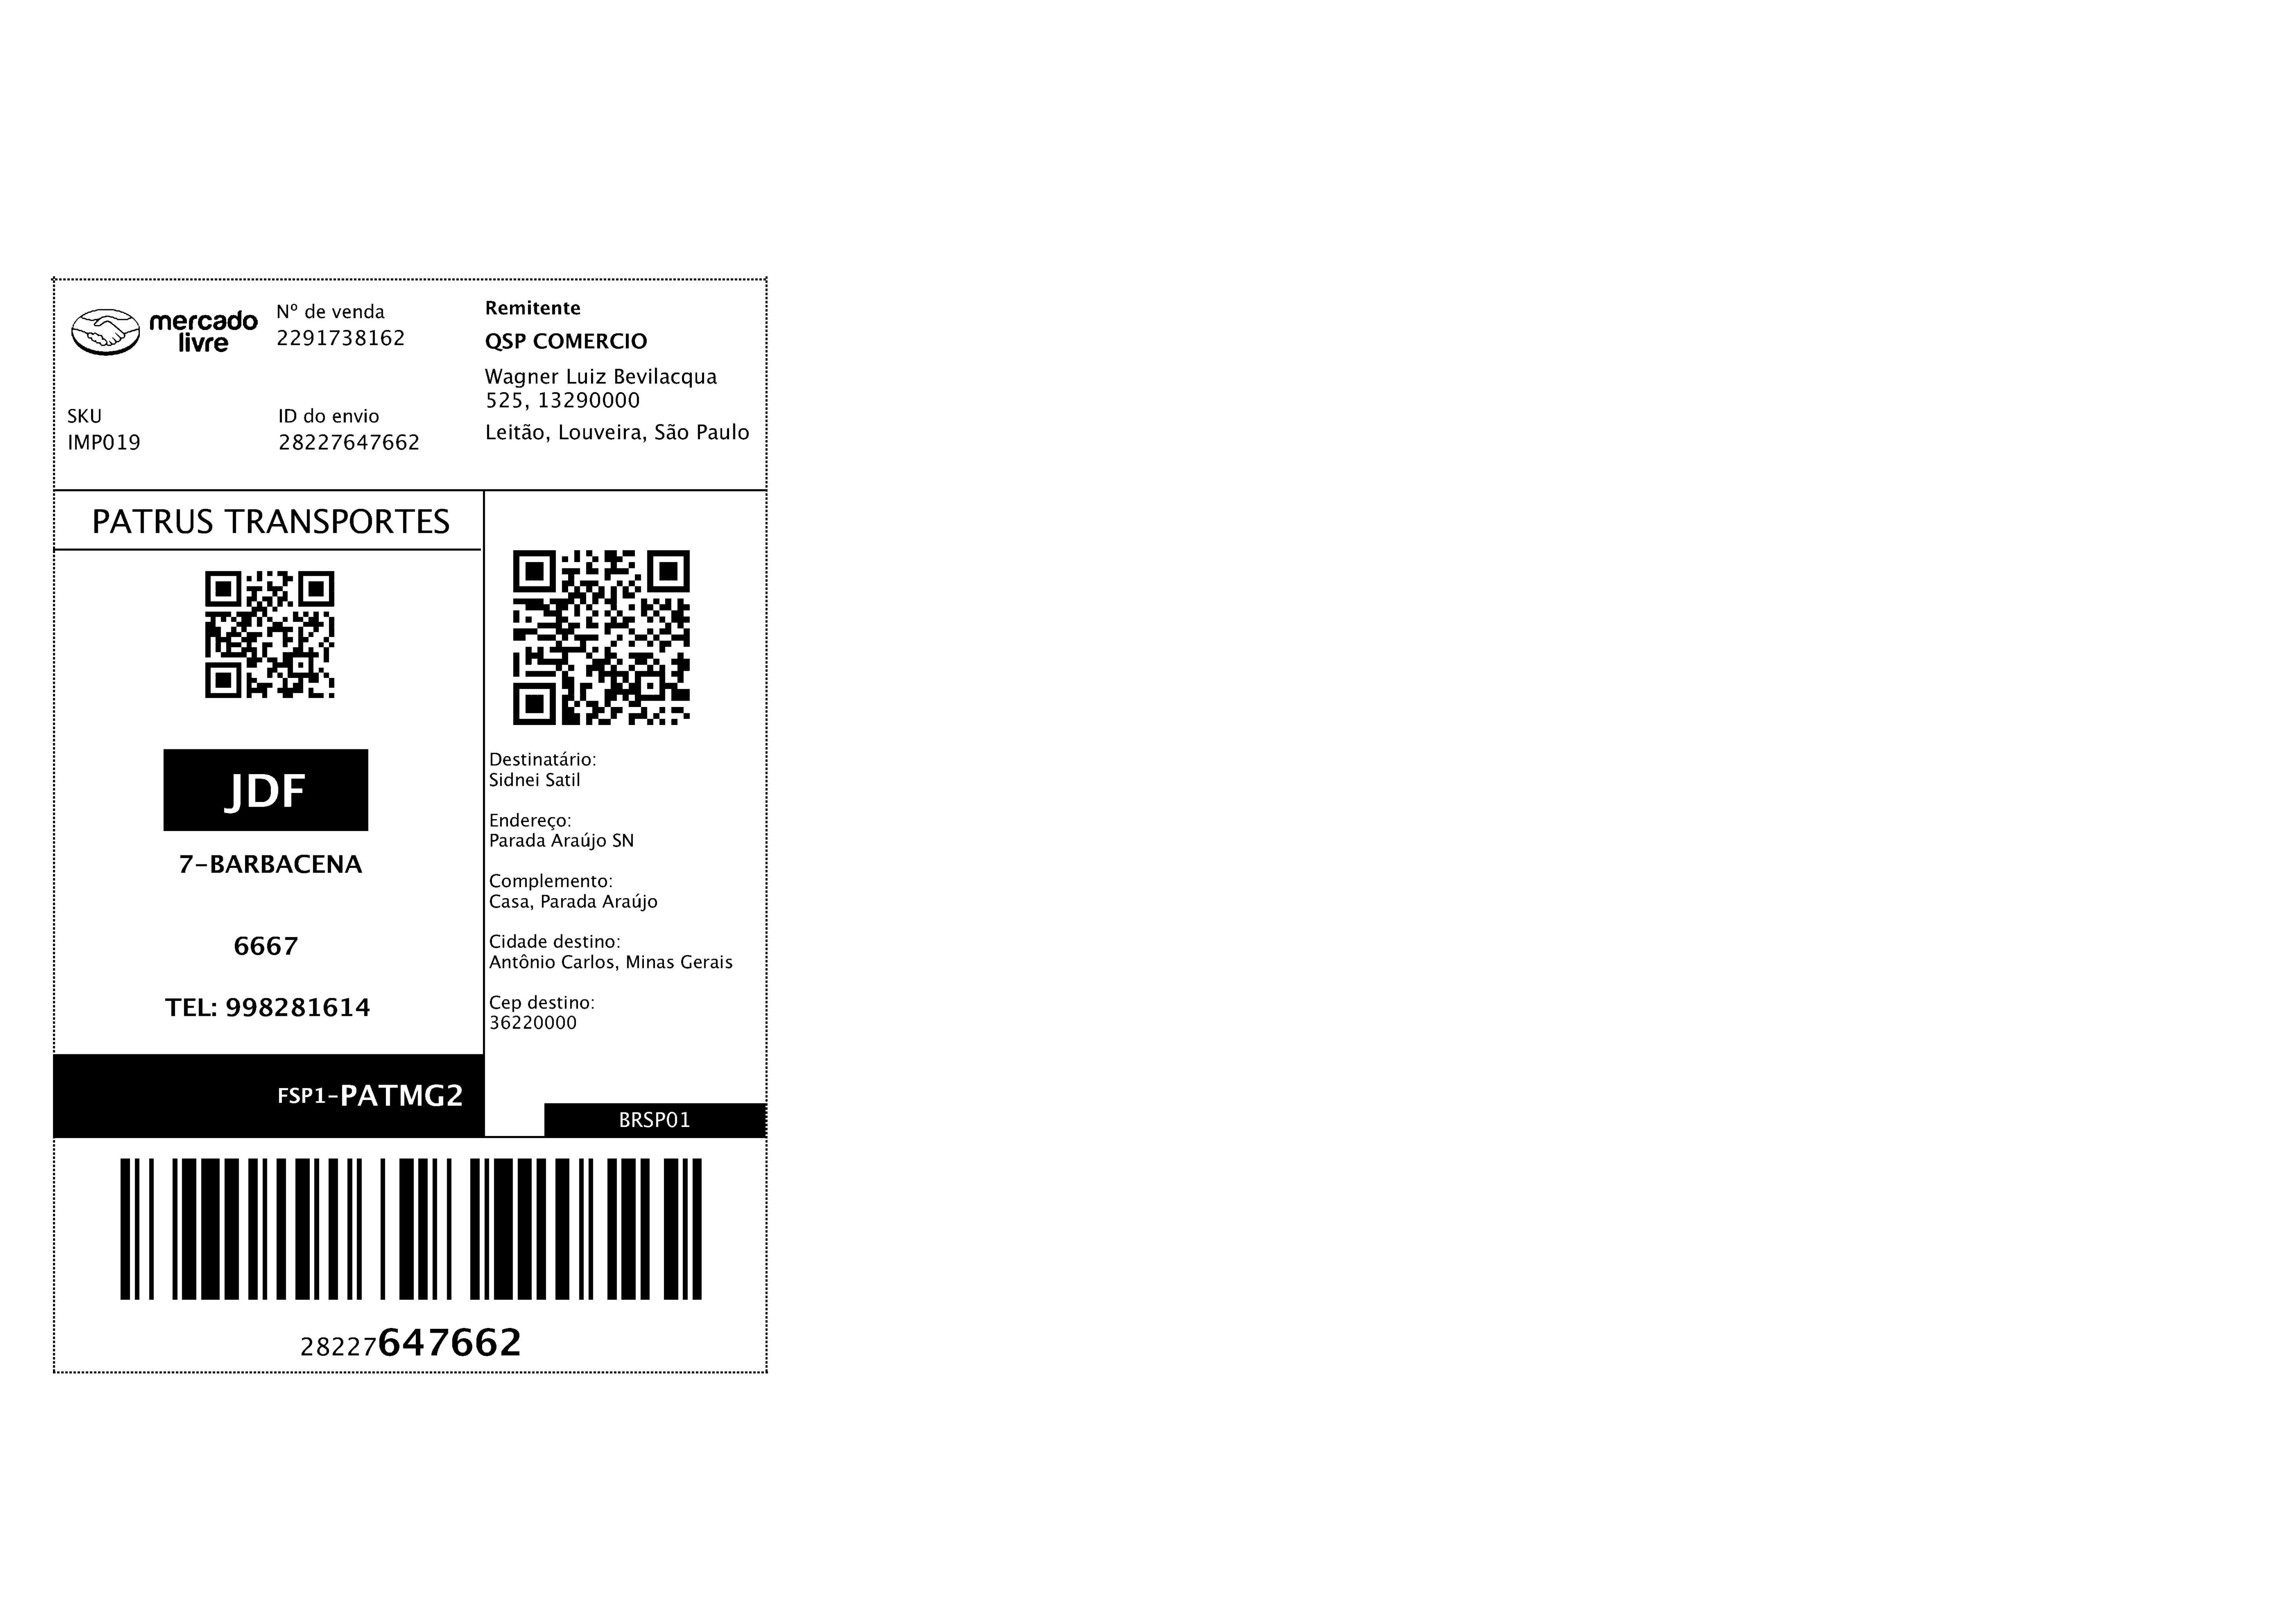 mercado
livre
Nº de venda
2291738162
SKU
IMP019
ID do envio
28227647662
Remitente
QSP COMERCIO
Wagner Luiz Bevilacqua
525, 13290000
Leitão, Louveira, São Paulo
PATRUS TRANSPORTES
JDF
7-BARBACENA
6667
TEL: 998281614
FSP1-PATMG2
Destinatário:
Sidnei Satil
Endereço:
Parada Araújo SN
Complemento:
Casa, Parada Araújo
Cidade destino:
Antônio Carlos, Minas Gerais
Cep destino:
36220000
BRSP01
28227647662